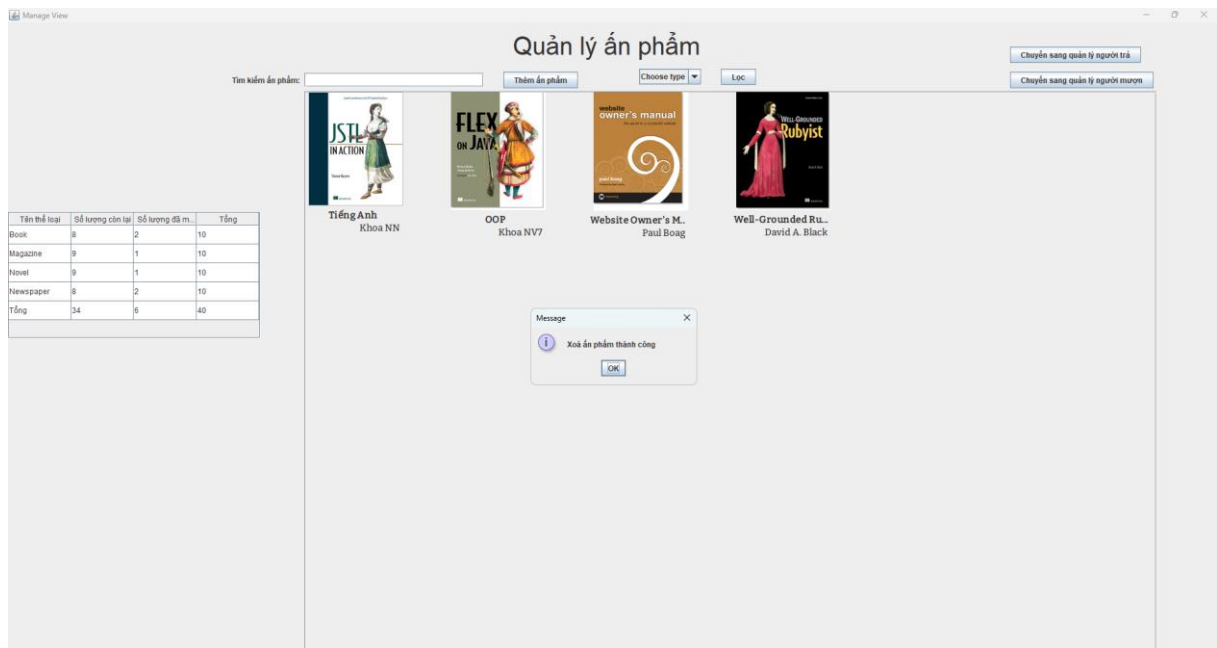 Manage View
Quản lý ấn phẩm
Chuyển sang quản lý người trả
Tìm kiếm ấn phẩm:
Thêm ấn phẩm
Choose type
Lọc
Chuyển sang quản lý người mượn
JSTL
IN ACTION
Tiếng Anh
Khoa NN
FLEX
ON JAVA
OOP
Khoa NV7
website
owner's manual
paul boag
Website Owner's M..
Paul Boag
WELL-GROUNDED
Rubyist
Well-Grounded Ru..
David A. Black
Tên thể loại Số lượng còn lại Số lượng đã m... Tổng
Book 8 2 10
Magazine 9 1 10
Novel 9 1 10
Newspaper 8 2 10
Tổng 34 6 40
Message
Xoá ấn phẩm thành công
OK